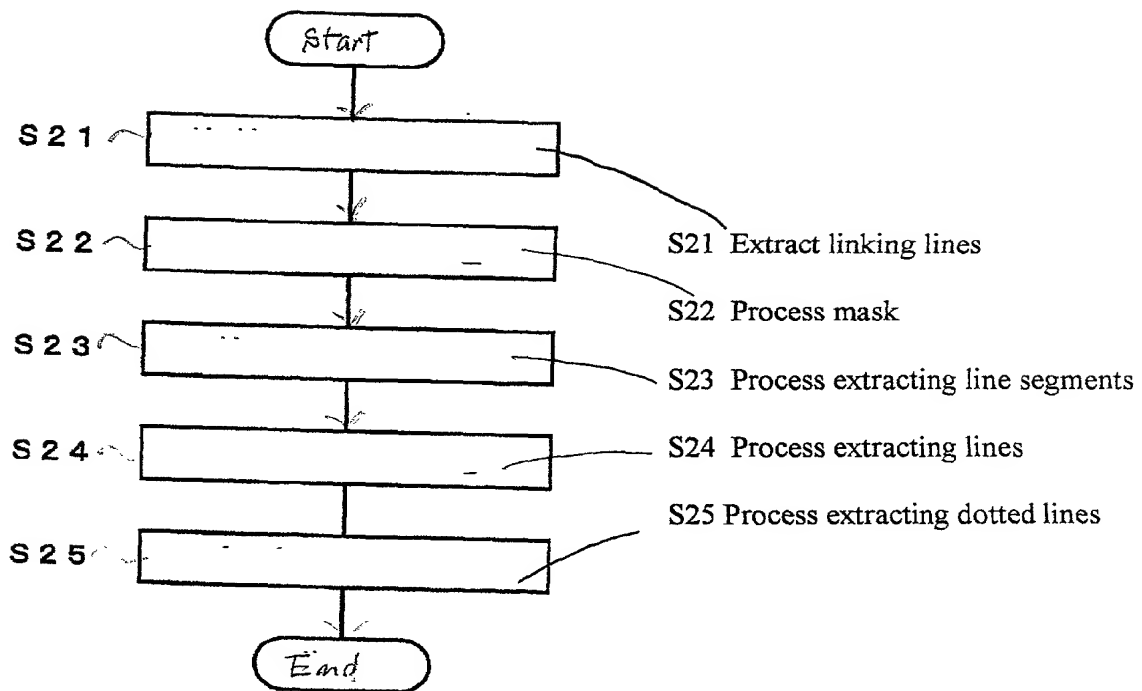 Start
S21
S22
S21 Extract linking lines
S22 Process mask
S23
S23 Process extracting line segments
S24
S24 Process extracting lines
S25 Process extracting dotted lines
S25
End